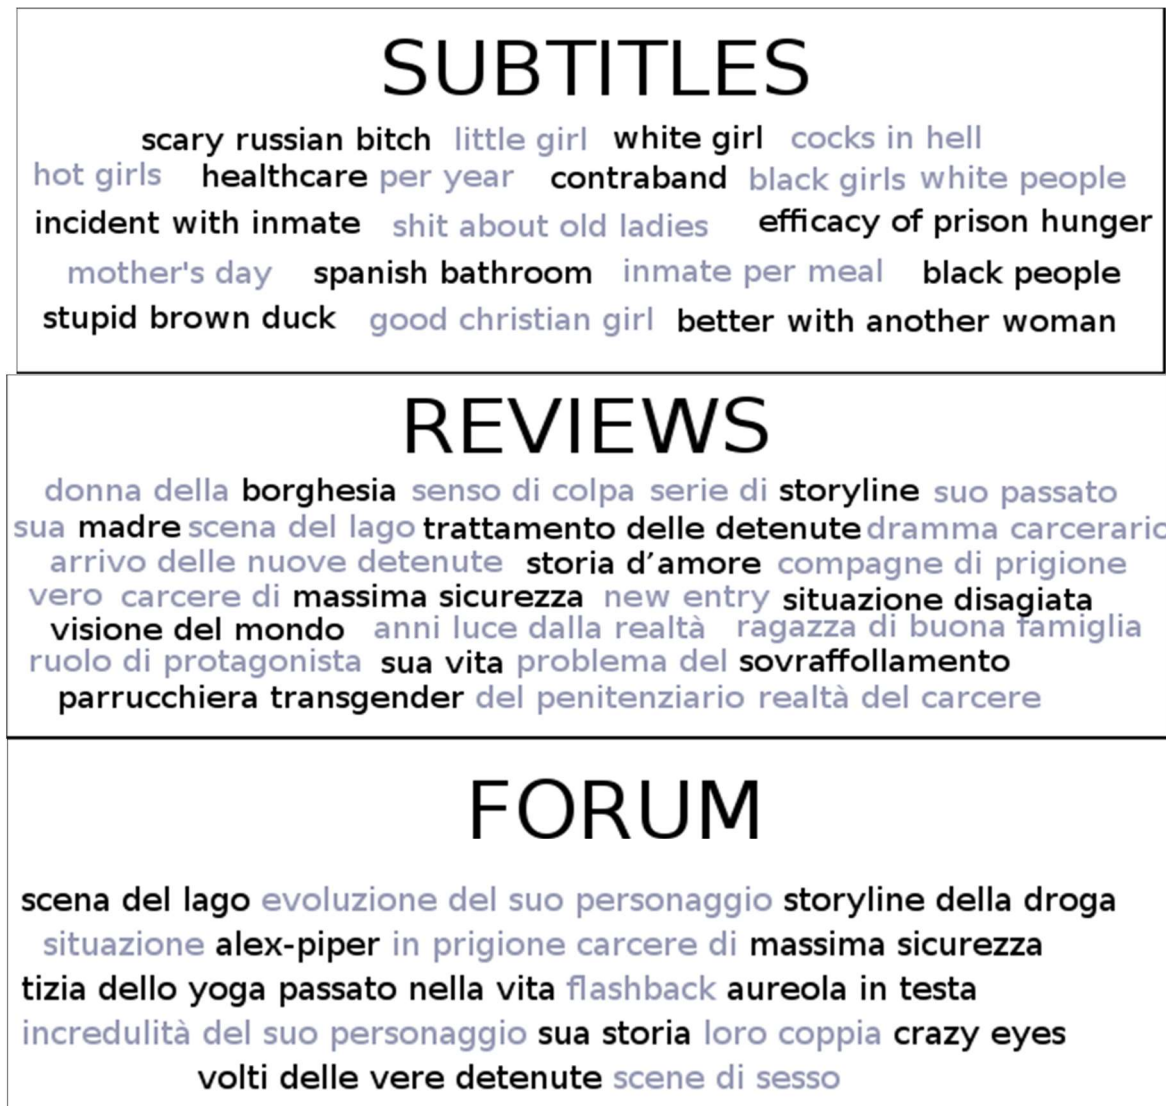 SUBTITLES
scary russian bitch little girl white girl cocks in hell
hot girls healthcare per year contraband black girls white people
incident with inmate shit about old ladies efficacy of prison hunger
mother's day spanish bathroom inmate per meal black people
stupid brown duck good christian girl better with another woman
REVIEWS
donna della borghesia senso di colpa serie di storyline suo passato
sua madre scena del lago trattamento delle detenute dramma carcerario
arrivo delle nuove detenute storia d’amore compagne di prigione
vero carcere di massima sicurezza new entry situazione disagiata
visione del mondo anni luce dalla realtà ragazza di buona famiglia
ruolo di protagonista sua vita problema del sovraffollamento
parrucchiera transgender del penitenziario realtà del carcere
FORUM
scena del lago evoluzione del suo personaggio storyline della droga
situazione alex-piper in prigione carcere di massima sicurezza
tizia dello yoga passato nella vita flashback aureola in testa
incredulità del suo personaggio sua storia loro coppia crazy eyes
volti delle vere detenute scene di sesso